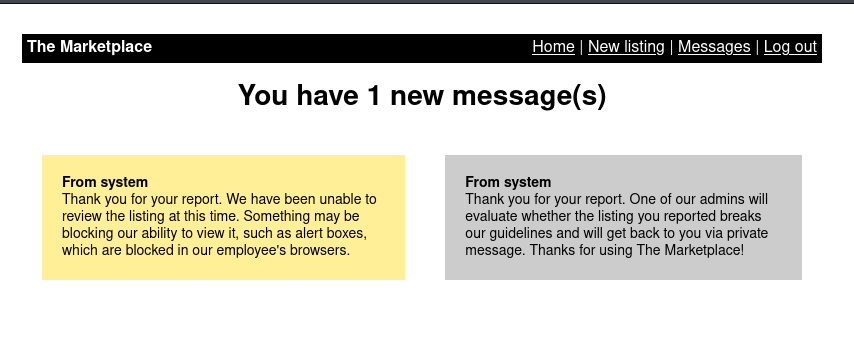 The Marketplace
Home | New listing | Messages | Log out
You have 1 new message(s)
From system
Thank you for your report. We have been unable to
review the listing at this time. Something may be
blocking our ability to view it, such as alert boxes,
which are blocked in our employee's browsers.
From system
Thank you for your report. One of our admins will
evaluate whether the listing you reported breaks
our guidelines and will get back to you via private
message. Thanks for using The Marketplace!